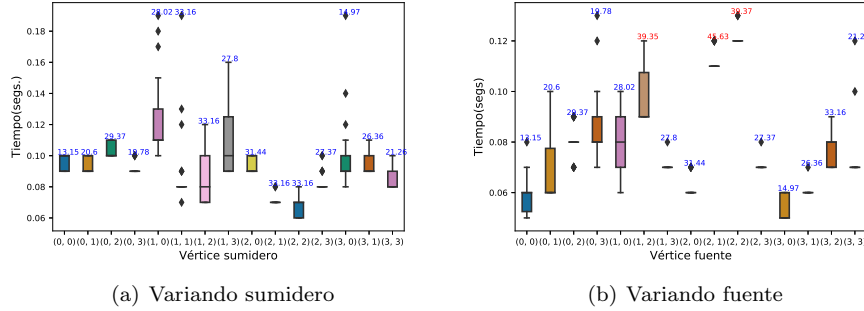 28.02 33.16 14.97
0.18
0.16
27.8
0.14
Tiempo(segs.)
0.12
29.37 33.16
13.15 20.6 19.78 31.44 27.37 26.36 21.26
0.10
0.08
33.16 33.16
0.06
(0, 0)(0, 1)(0, 2)(0, 3)(1, 0)(1, 1)(1, 2)(1, 3)(2, 0)(2, 1)(2, 2)(2, 3)(3, 0)(3, 1)(3, 3)
Vértice sumidero
(a) Variando sumidero
19.78 39.37
0.12
39.35 45.63 21.2
Tiempo(segs)
0.10
20.6 28.02
29.37 33.16
0.08
13.15 27.8 27.37
31.44 26.36
0.06
14.97
(0, 0)(0, 1)(0, 2)(0, 3)(1, 0)(1, 2)(1, 3)(2, 0)(2, 1)(2, 2)(2, 3)(3, 0)(3, 1)(3, 2)(3, 3)
Vértice fuente
(b) Variando fuente